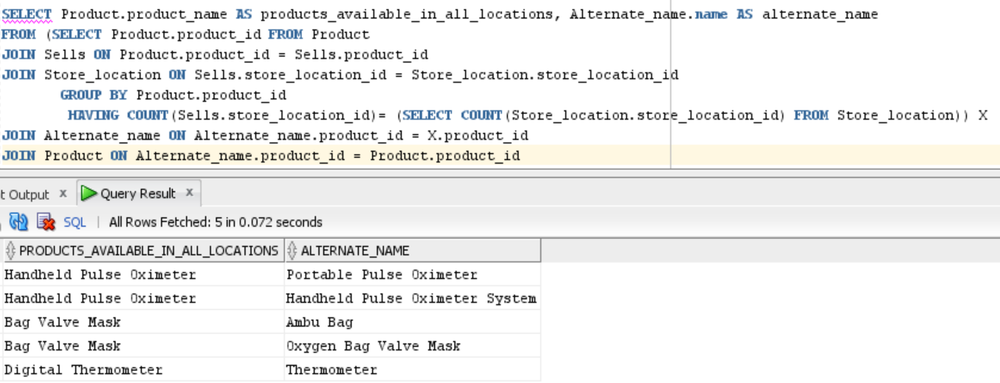 SELECT Product.product_name AS products_available_in_all_locations, Alternate_name.name AS alternate_name
FROM (SELECT Product.product_id FROM Product
JOIN Sells ON Product.product_id = Sells.product_id
JOIN Store_location ON Sells.store_location_id = Store_location.store_location_id
GROUP BY Product.product_id
HAVING COUNT(Sells.store_location_id)= (SELECT COUNT(Store_location.store_location_id) FROM Store_location)) X
JOIN Alternate_name ON Alternate_name.product_id = X.product_id
JOIN Product ON Alternate_name.product_id = Product.product_id
t Output x Query Result x
SQL | All Rows Fetched: 5 in 0.072 seconds
PRODUCTS_AVAILABLE_IN_ALL_LOCATIONS ALTERNATE_NAME
Handheld Pulse Oximeter Portable Pulse Oximeter
Handheld Pulse Oximeter Handheld Pulse Oximeter System
Bag Valve Mask Ambu Bag
Bag Valve Mask Oxygen Bag Valve Mask
Digital Thermometer Thermometer